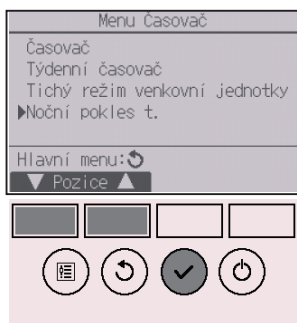 Menu Časovač
Časovač
Týdenní časovač
Tichý režim venkovní jednotky
▶Noční pokles t.
Hlavní menu:
▼ Pozice ▲